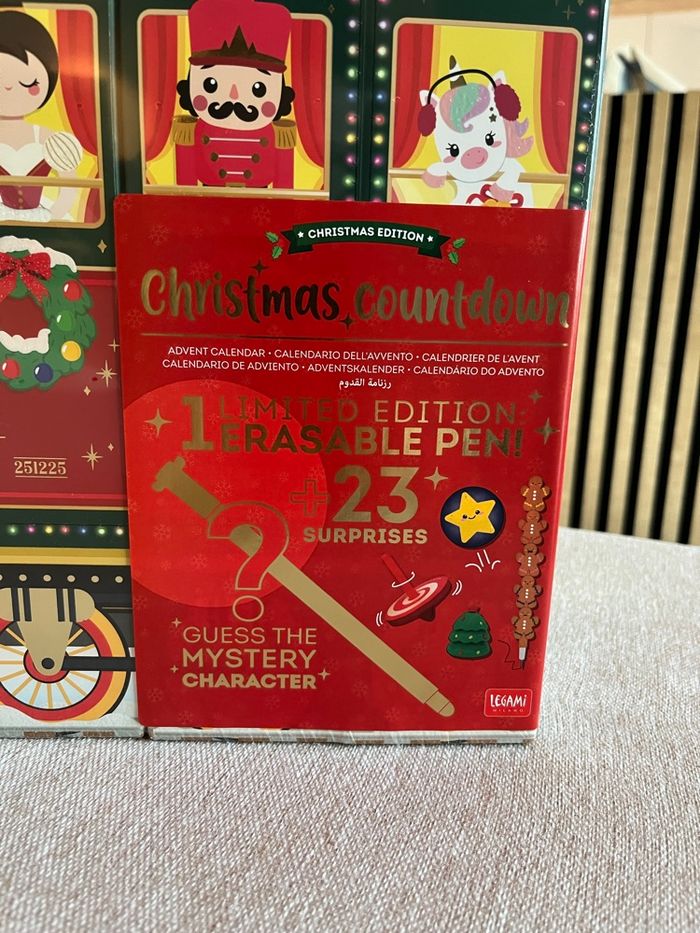 CHRISTMAS EDITION
Christmas countdown
ADVENT CALENDAR • CALENDARIO DELL'AVVENTO • CALENDRIER DE L'AVENT
CALENDARIO DE ADVIENTO • ADVENTSKALENDER • CALENDÁRIO DO ADVENTO
رزنامة القدوم
1 LIMITED EDITION:
ERASABLE PEN!
+23
SURPRISES
251225
?
GUESS THE
MYSTERY
CHARACTER
LEGAMI
MILANO